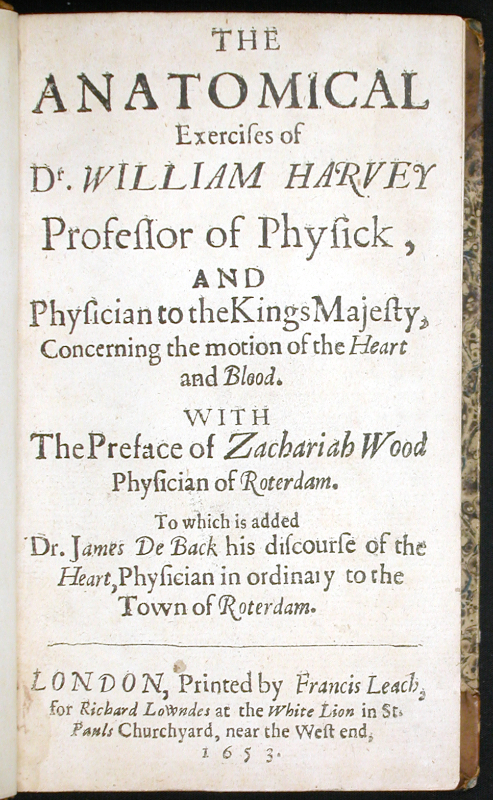 THE
ANATOMICAL
Exerciſes of
Dr. WILLIAM HARVEY
Profeſſor of Phyſick,
AND
Phyſician to the Kings Majeſty,
Concerning the motion of the Heart
and Blood.
WITH
The Preface of Zachariah Wood
Phyſician of Roterdam.
To which is added
Dr. James De Back his diſcourſe of the
Heart, Phyſician in ordinary to the
Town of Roterdam.
LONDON, Printed by Francis Leach,
for Richard Lowndes at the White Lion in St.
Pauls Churchyard, near the Weſt end,
1653.